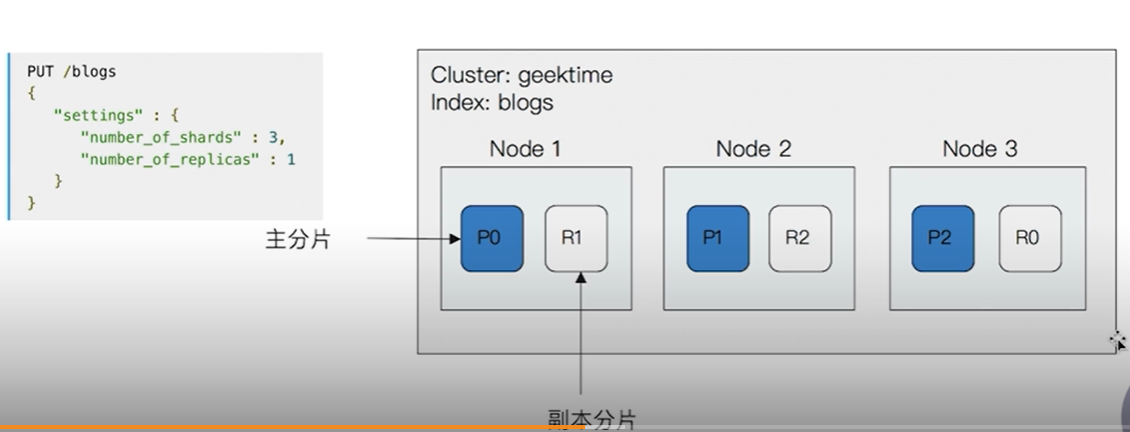 PUT /blogs
{
"settings" : {
"number_of_shards" : 3,
"number_of_replicas" : 1
}
}
Cluster: geektime
Index: blogs
Node 1
Node 2
Node 3
主分片
P0
R1
P1
R2
P2
R0
副本分片